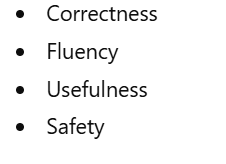 • Correctness
• Fluency
• Usefulness
• Safety